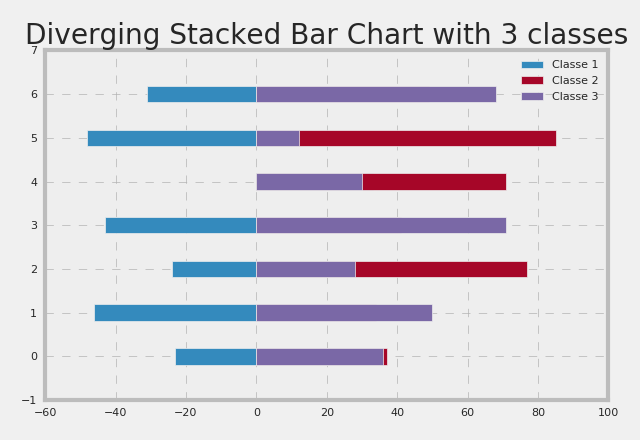 Diverging Stacked Bar Chart with 3 classes
7
6
5
4
3
2
1
0
−1
−60 −40 −20 0 20 40 60 80 100
Classe 1
Classe 2
Classe 3